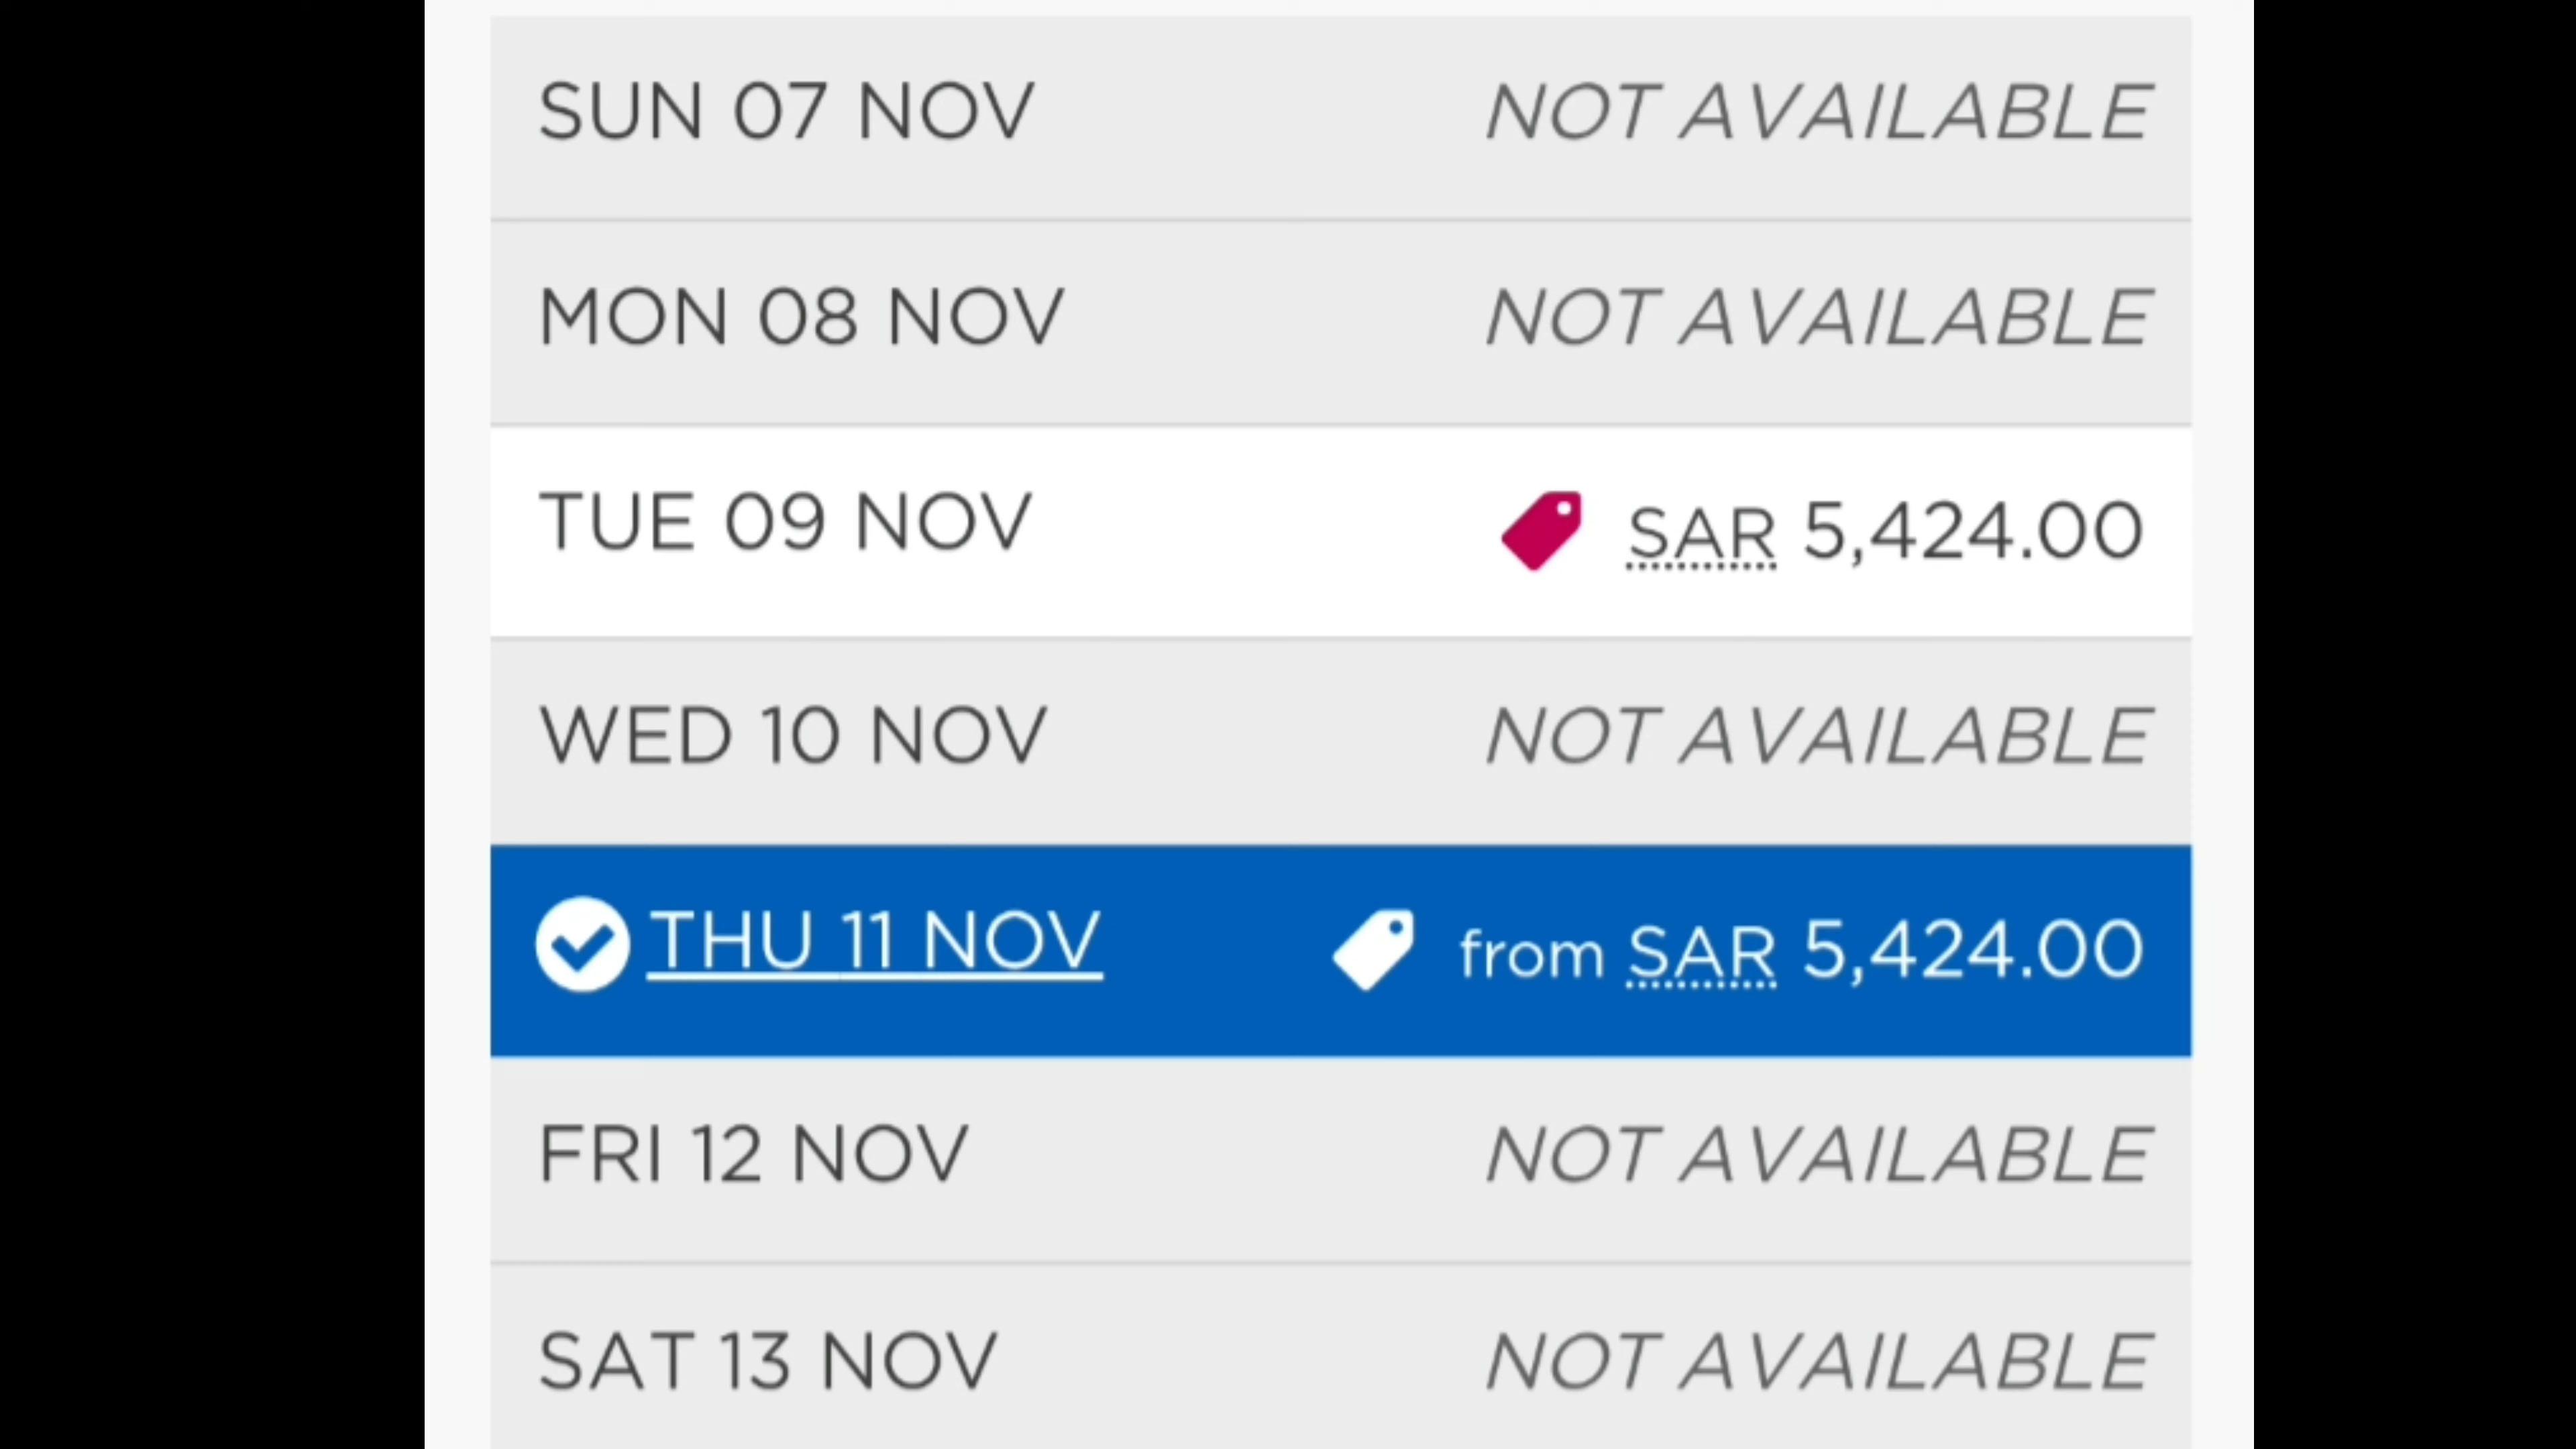 SUN 07 NOV NOT AVAILABLE
MON 08 NOV NOT AVAILABLE
TUE 09 NOV SAR 5,424.00
WED 10 NOV NOT AVAILABLE
THU 11 NOV from SAR 5,424.00
FRI 12 NOV NOT AVAILABLE
SAT 13 NOV NOT AVAILABLE